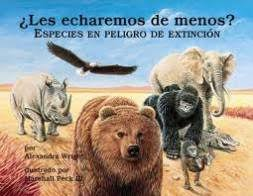 ¿Les echaremos de menos?
ESPECIES EN PELIGRO DE EXTINCIÓN
por
Alexandra Wright
ilustrado por
Marshall Peck III